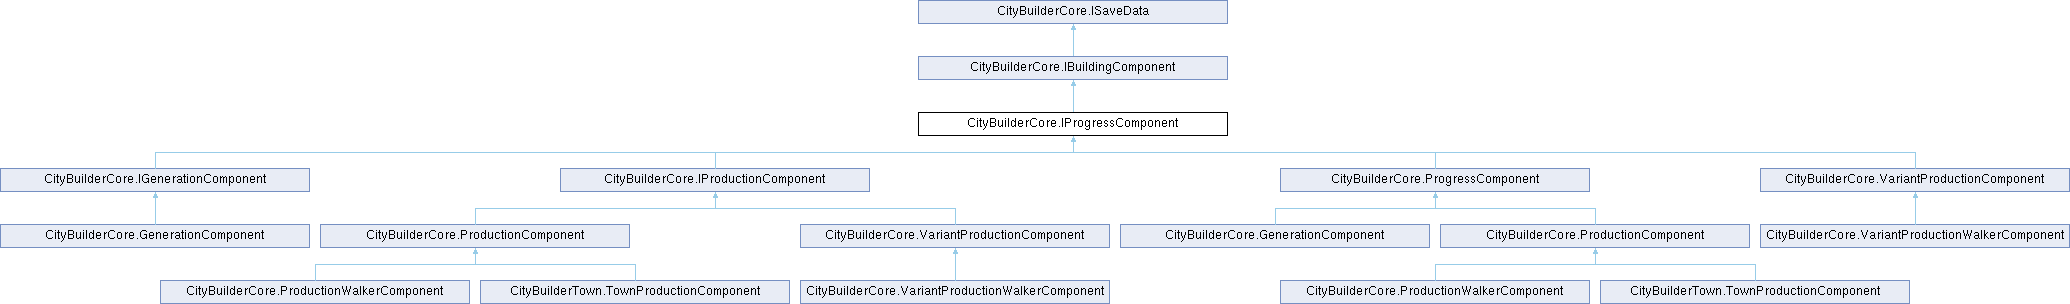 CityBuilderCore.ISaveData
CityBuilderCore.IBuildingComponent
CityBuilderCore.IProgressComponent
CityBuilderCore.IGenerationComponent
CityBuilderCore.IProductionComponent
CityBuilderCore.ProgressComponent
CityBuilderCore.VariantProductionComponent
CityBuilderCore.GenerationComponent
CityBuilderCore.ProductionComponent
CityBuilderCore.VariantProductionComponent
CityBuilderCore.GenerationComponent
CityBuilderCore.ProductionComponent
CityBuilderCore.VariantProductionWalkerComponent
CityBuilderCore.ProductionWalkerComponent
CityBuilderTown.TownProductionComponent
CityBuilderCore.VariantProductionWalkerComponent
CityBuilderCore.ProductionWalkerComponent
CityBuilderTown.TownProductionComponent